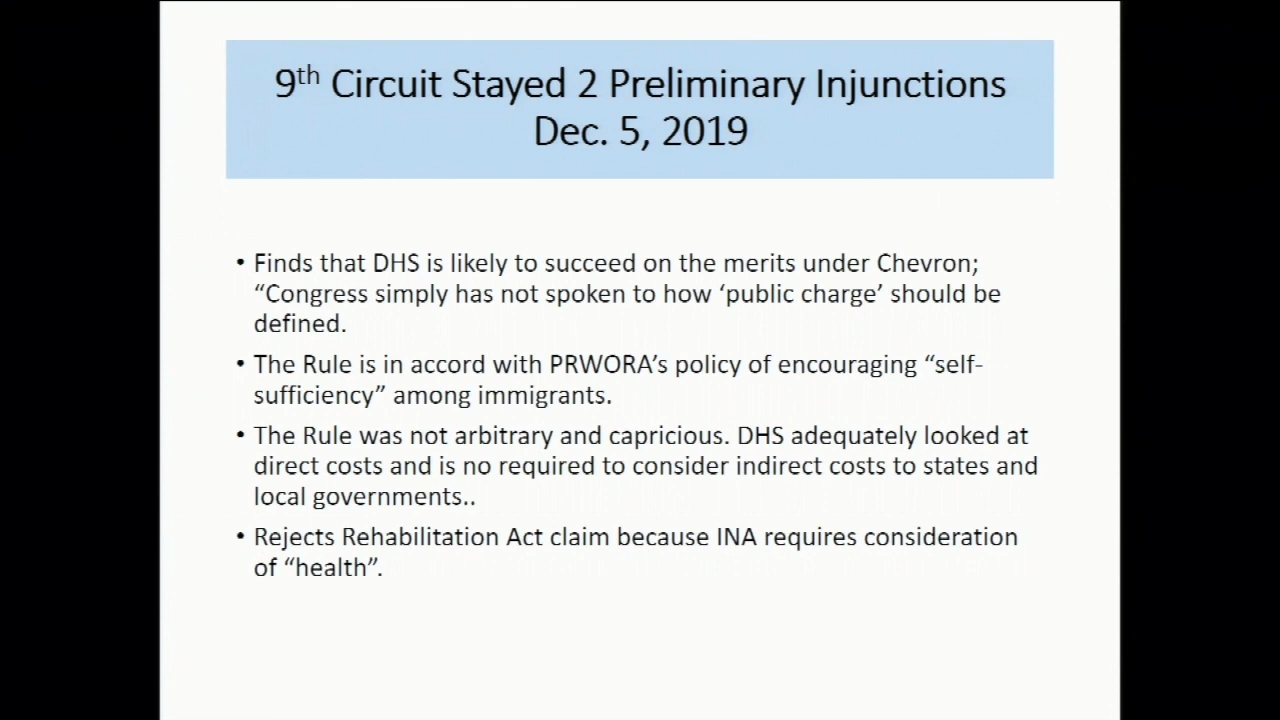 9th Circuit Stayed 2 Preliminary Injunctions
Dec. 5, 2019
• Finds that DHS is likely to succeed on the merits under Chevron;
“Congress simply has not spoken to how ‘public charge’ should be
defined.
• The Rule is in accord with PRWORA’s policy of encouraging “self-
sufficiency” among immigrants.
• The Rule was not arbitrary and capricious. DHS adequately looked at
direct costs and is no required to consider indirect costs to states and
local governments..
• Rejects Rehabilitation Act claim because INA requires consideration
of “health”.